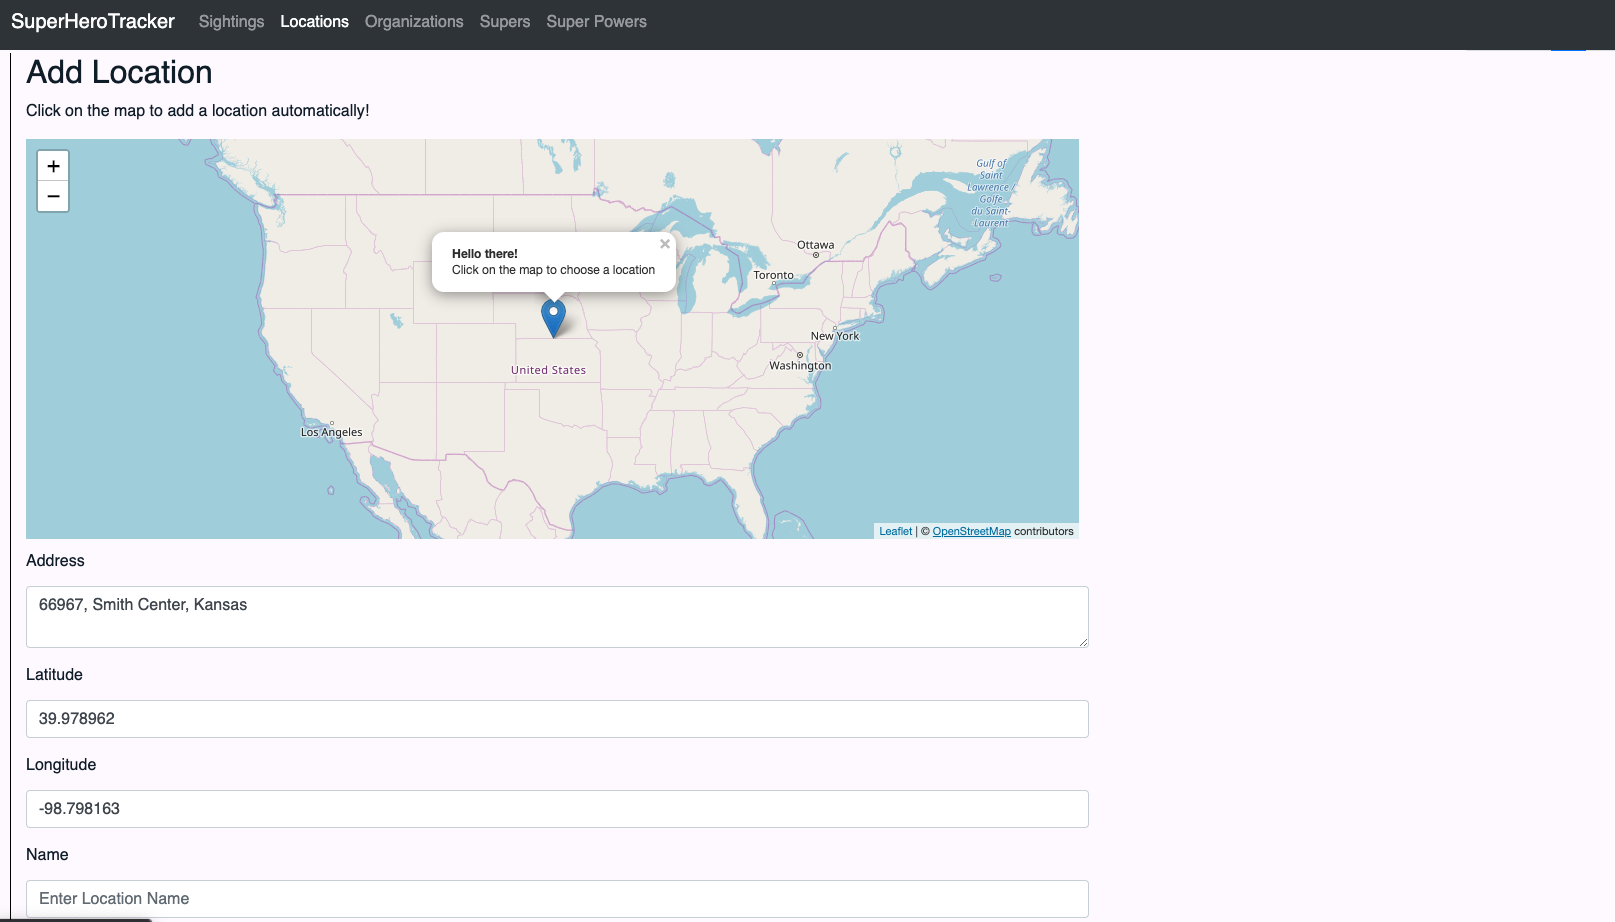 SuperHeroTracker Sightings Locations Organizations Supers Super Powers
Add Location
Click on the map to add a location automatically!
+
−
Gulf of
Saint
Lawrence /
Golfe
du Saint-
Laurent
Ottawa
Toronto
Hello there!
Click on the map to choose a location
×
New York
Washington
United States
Los Angeles
Leaflet | © OpenStreetMap contributors
Address
66967, Smith Center, Kansas
Latitude
39.978962
Longitude
-98.798163
Name
Enter Location Name